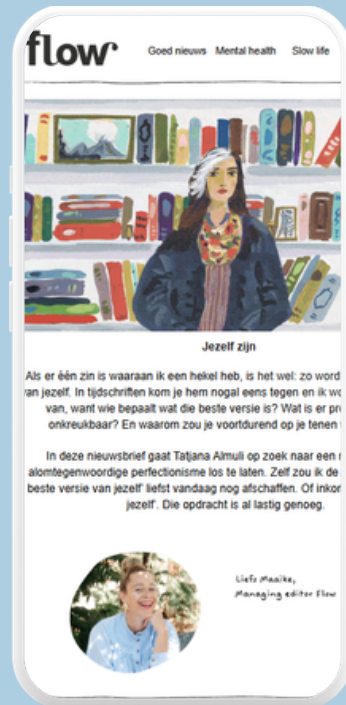 flow
Goed nieuws Mental health Slow life
Jezelf zijn
Als er één zin is waaraan ik een hekel heb, is het wel: zo word
van jezelf. In tijdschriften kom je hem nogal eens tegen en ik wo
van, want wie bepaalt wat die beste versie is? Wat is er pr
onkreukbaar? En waarom zou je voortdurend op je tenen
In deze nieuwsbrief gaat Tatjana Almuli op zoek naar een
alomtegenwoordige perfectionisme los te laten. Zelf zou ik de
beste versie van jezelf' liefst vandaag nog afschaffen. Of inkor
jezelf'. Die opdracht is al lastig genoeg.
Liefs Maaike,
Managing editor Flow